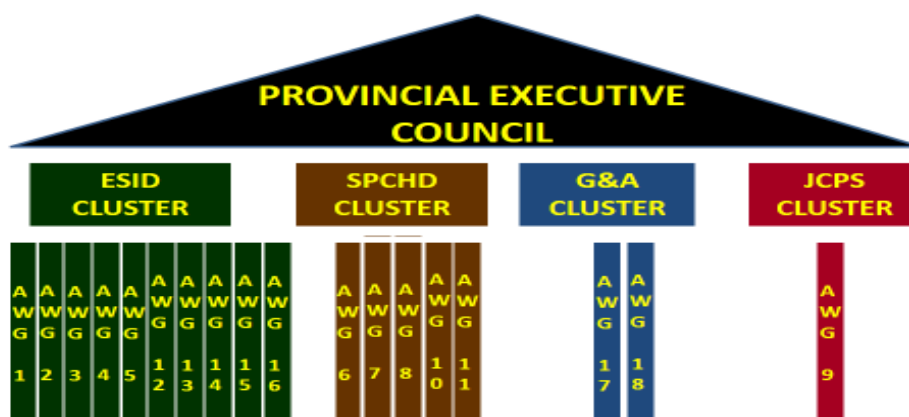 PROVINCIAL EXECUTIVE
COUNCIL
ESID
CLUSTER
SPCHD
CLUSTER
G&A
CLUSTER
JCPS
CLUSTER
AWG 1
AWG 2
AWG 3
AWG 4
AWG 5
AWG 12
AWG 13
AWG 14
AWG 15
AWG 16
AWG 6
AWG 7
AWG 8
AWG 10
AWG 11
AWG 17
AWG 18
AWG 9